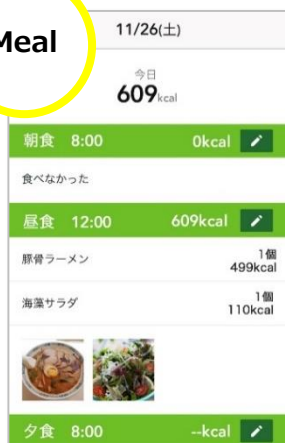 Meal
11/26(土)
今日
609kcal
朝食 8:00 0kcal
食べなかった
昼食 12:00 609kcal
豚骨ラーメン 1個
499kcal
海藻サラダ 1個
110kcal
夕食 8:00 --kcal